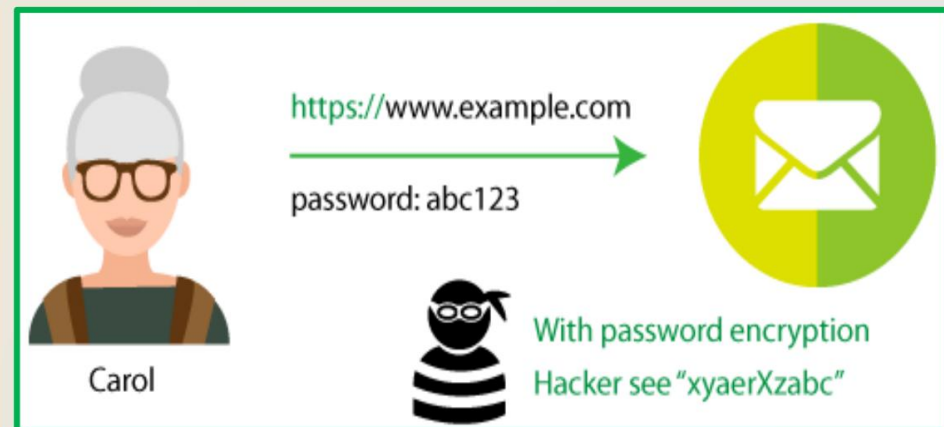 https://www.example.com
password: abc123
Carol
With password encryption
Hacker see “xyaerXzabc”